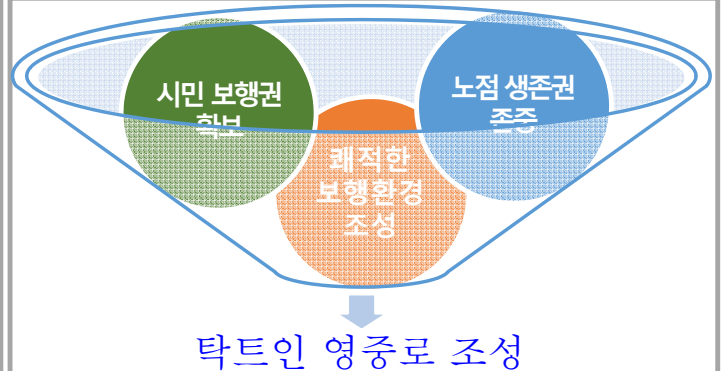 시민 보행권
확보
노점 생존권
존중
쾌적한
보행환경
조성
탁트인 영중로 조성